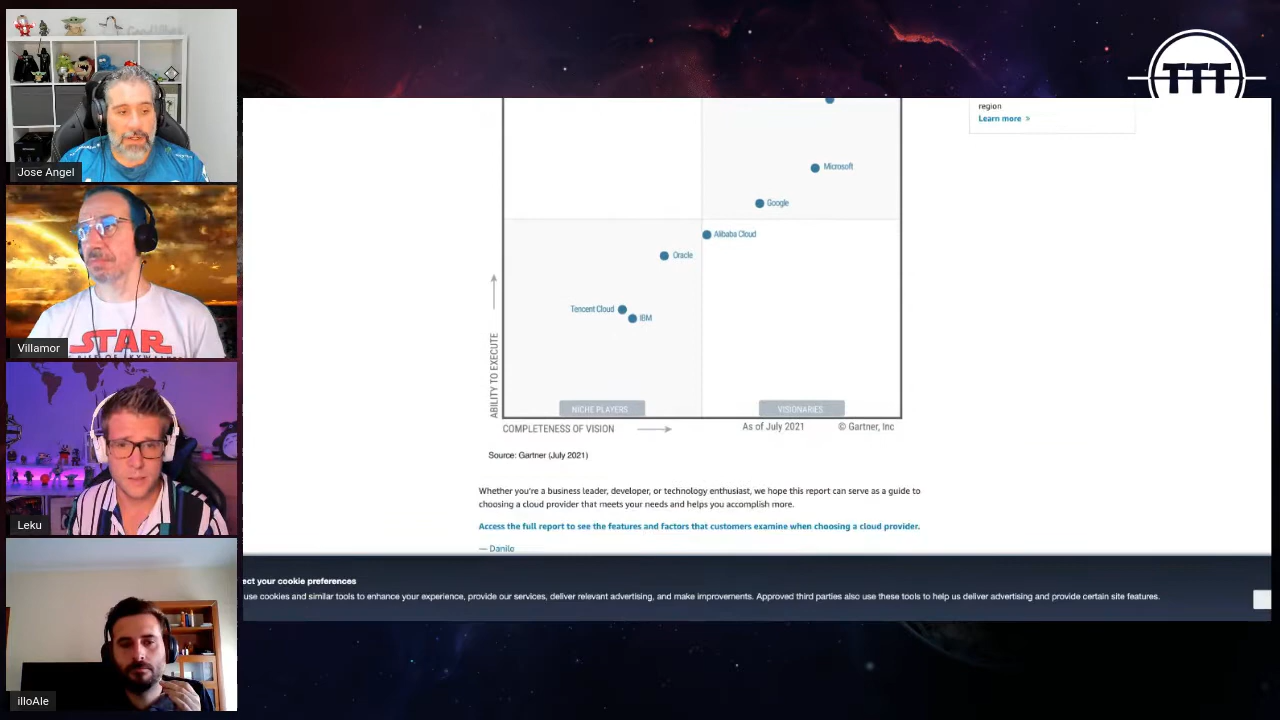 Jose Angel
Villamor
STAR
Leku
illoAle
TTT
region
Learn more >
Microsoft
Google
Alibaba Cloud
Oracle
Tencent Cloud
IBM
ABILITY TO EXECUTE
NICHE PLAYERS
VISIONARIES
COMPLETENESS OF VISION
As of July 2021
© Gartner, Inc
Source: Gartner (July 2021)
Whether you're a business leader, developer, or technology enthusiast, we hope this report can serve as a guide to
choosing a cloud provider that meets your needs and helps you accomplish more.
Access the full report to see the features and factors that customers examine when choosing a cloud provider.
— Danilo
ect your cookie preferences
use cookies and similar tools to enhance your experience, provide our services, deliver relevant advertising, and make improvements. Approved third parties also use these tools to help us deliver advertising and provide certain site features.